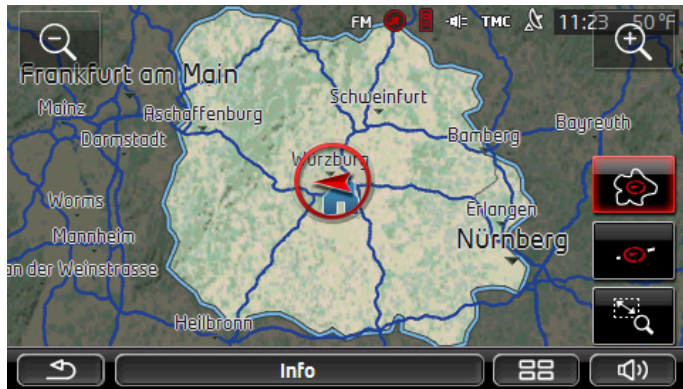 FM TMC 11:23 50 °F
Frankfurt am Main
Mainz
Aschaffenburg
Schweinfurt
Darmstadt
Bamberg
Bayreuth
Würzburg
Worms
Erlangen
Mannheim
Nürnberg
an der Weinstrasse
Heilbronn
Info